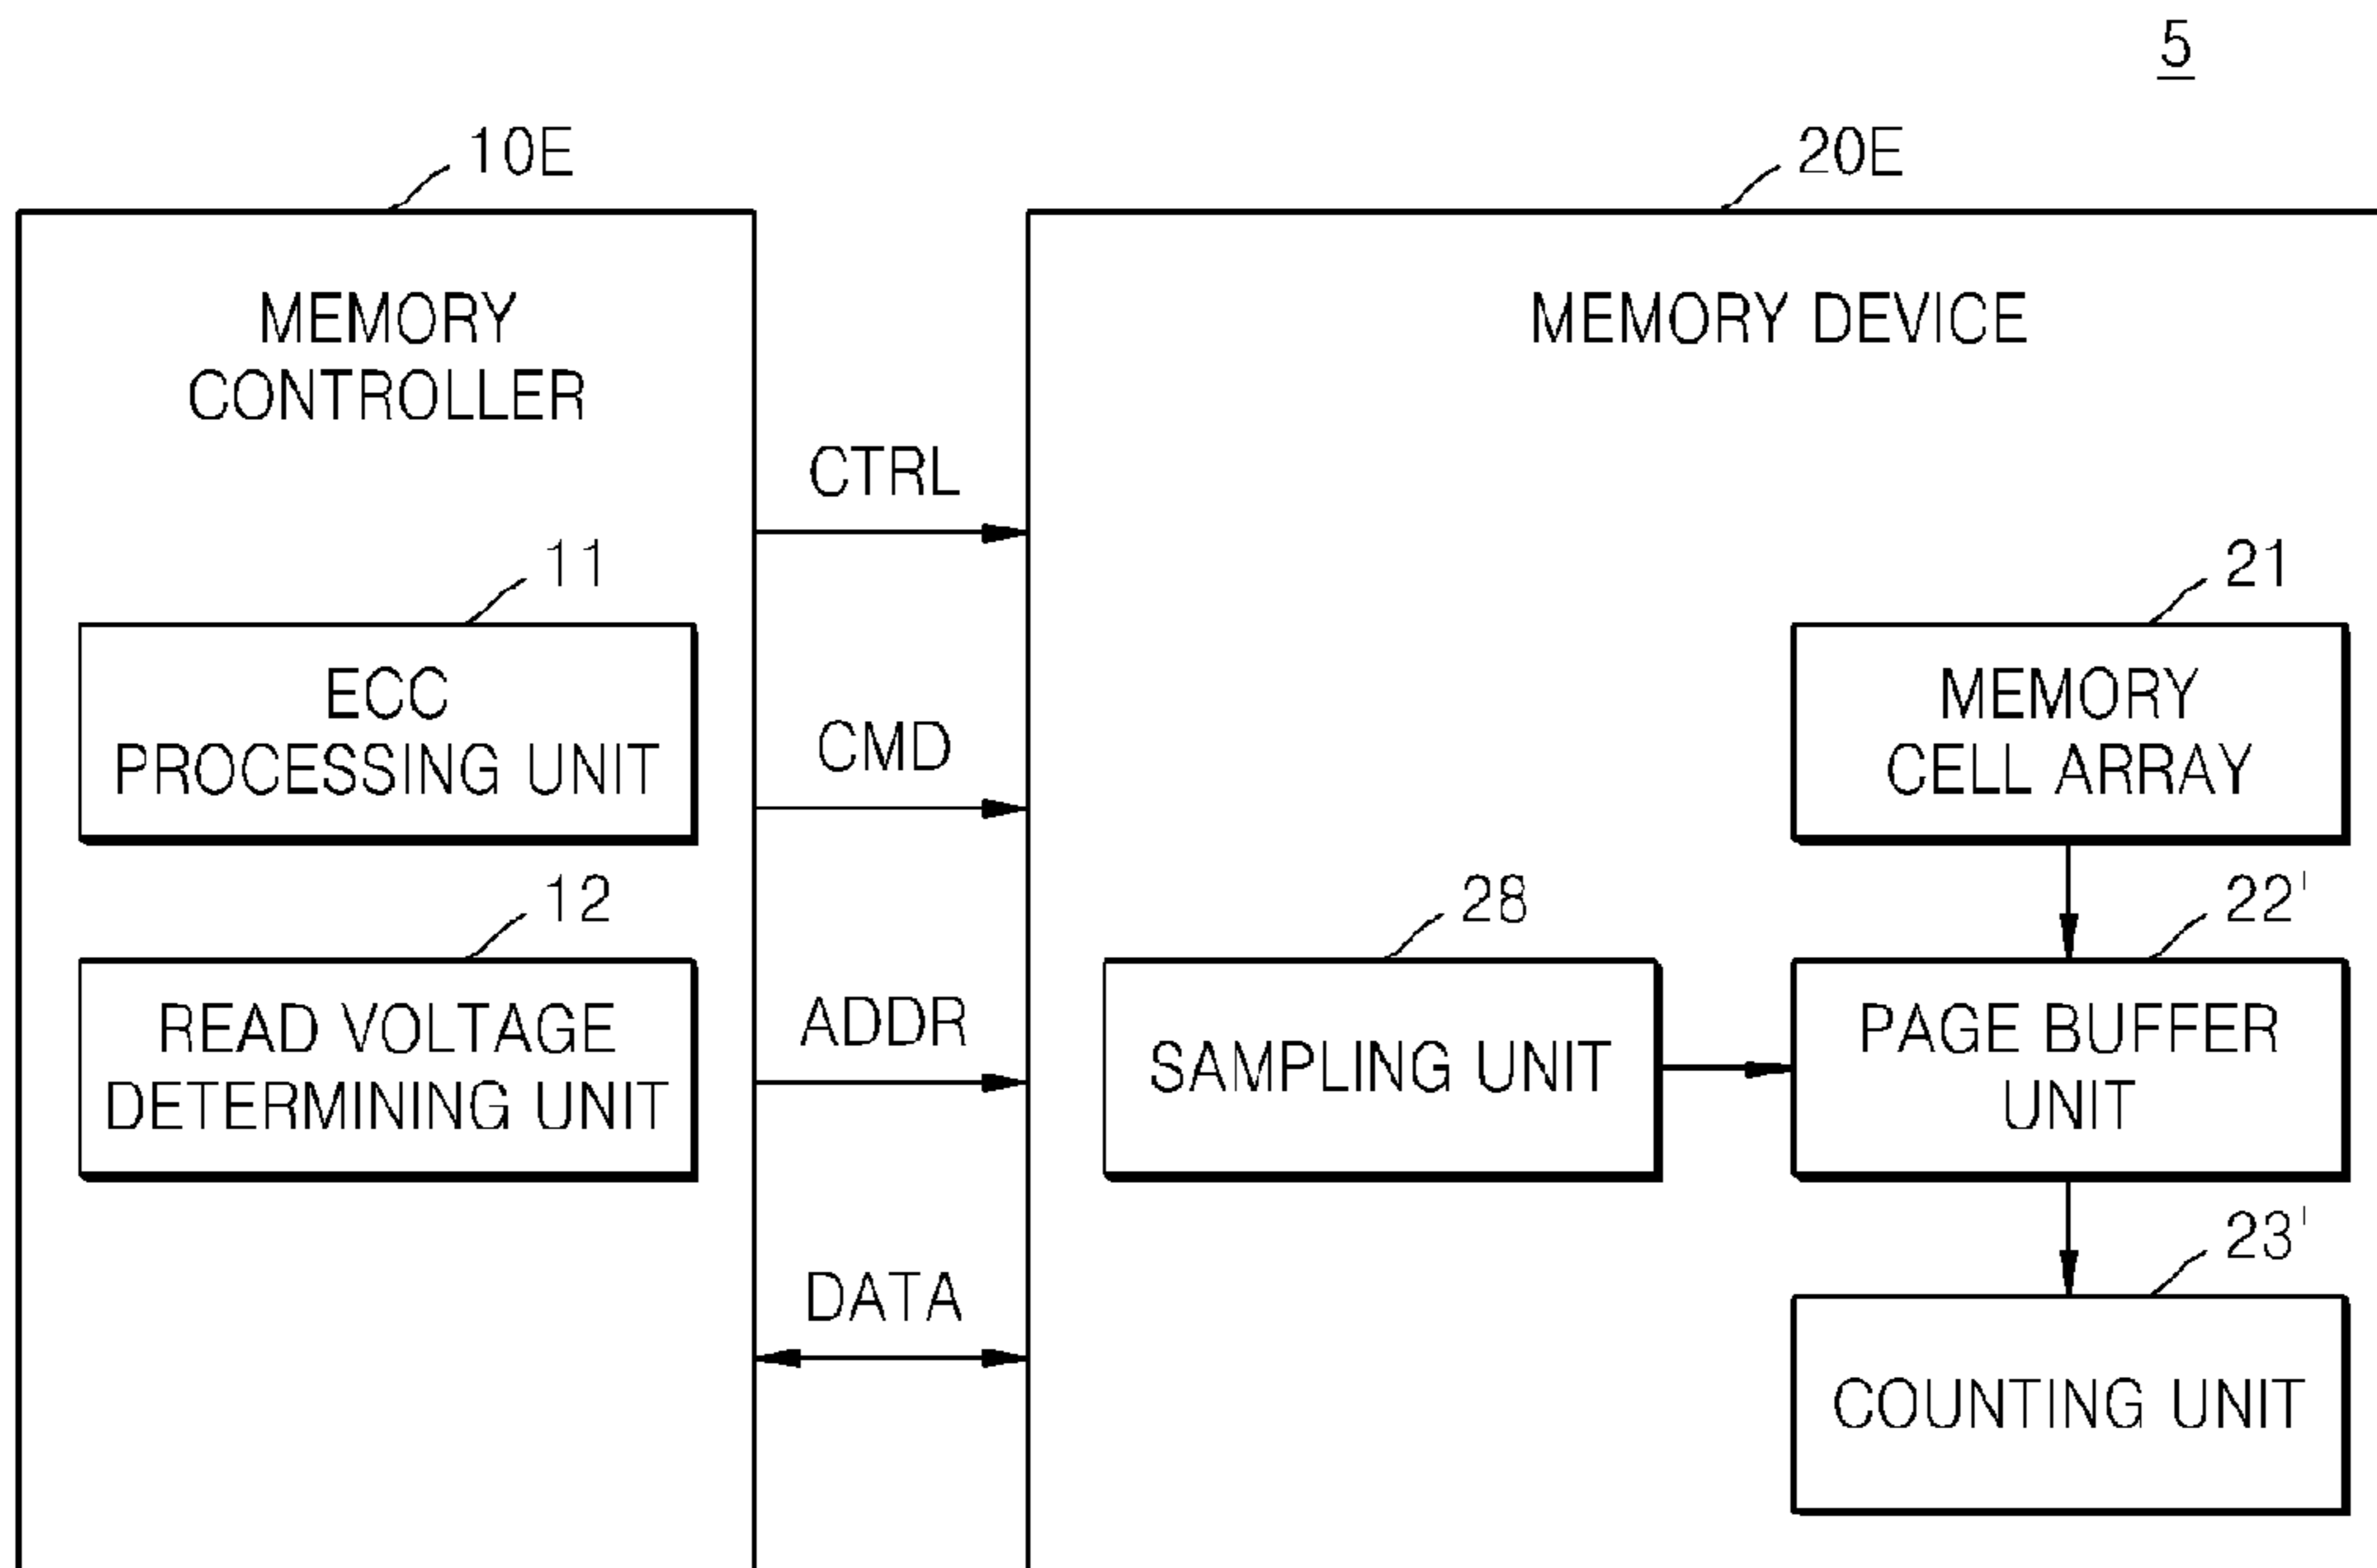 5
10E
20E
MEMORY
CONTROLLER
MEMORY DEVICE
CTRL
11
21
ECC
PROCESSING UNIT
CMD
MEMORY
CELL ARRAY
12
28
22'
READ VOLTAGE
DETERMINING UNIT
ADDR
SAMPLING UNIT
PAGE BUFFER
UNIT
23'
DATA
COUNTING UNIT